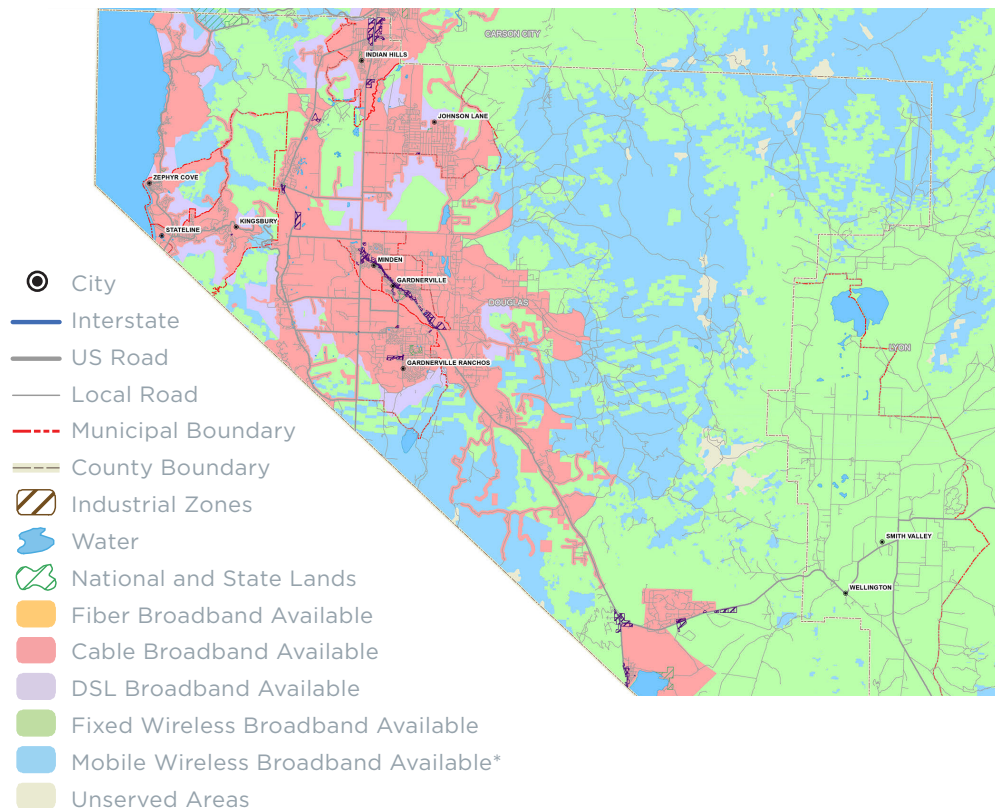 CARSON CITY
INDIAN HILLS
JOHNSON LANE
ZEPHYR COVE
KINGSBURY
STATELINE
MINDEN
GARDNERVILLE
DOUGLAS
LYON
GARDNERVILLE RANCHOS
SMITH VALLEY
WELLINGTON
City
Interstate
US Road
Local Road
Municipal Boundary
County Boundary
Industrial Zones
Water
National and State Lands
Fiber Broadband Available
Cable Broadband Available
DSL Broadband Available
Fixed Wireless Broadband Available
Mobile Wireless Broadband Available*
Unserved Areas